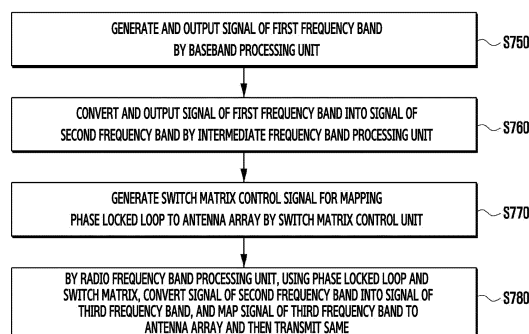 GENERATE AND OUTPUT SIGNAL OF FIRST FREQUENCY BAND
BY BASEBAND PROCESSING UNIT
S750
CONVERT AND OUTPUT SIGNAL OF FIRST FREQUENCY BAND INTO SIGNAL OF
SECOND FREQUENCY BAND BY INTERMEDIATE FREQUENCY BAND PROCESSING UNIT
S760
GENERATE SWITCH MATRIX CONTROL SIGNAL FOR MAPPING
PHASE LOCKED LOOP TO ANTENNA ARRAY BY SWITCH MATRIX CONTROL UNIT
S770
BY RADIO FREQUENCY BAND PROCESSING UNIT, USING PHASE LOCKED LOOP AND
SWITCH MATRIX, CONVERT SIGNAL OF SECOND FREQUENCY BAND INTO SIGNAL OF
THIRD FREQUENCY BAND, AND MAP SIGNAL OF THIRD FREQUENCY BAND TO
ANTENNA ARRAY AND THEN TRANSMIT SAME
S780